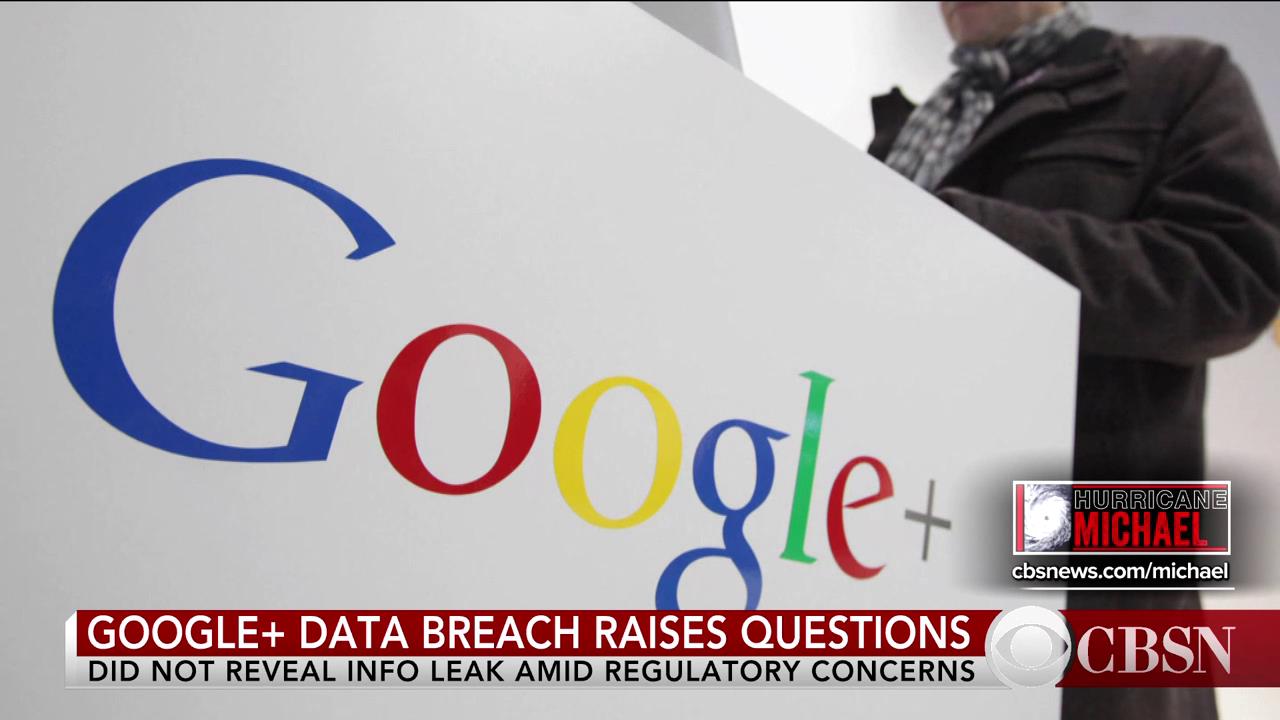 Google+
HURRICANE
MICHAEL
cbsnews.com/michael
GOOGLE+ DATA BREACH RAISES QUESTIONS
DID NOT REVEAL INFO LEAK AMID REGULATORY CONCERNS
CBSN